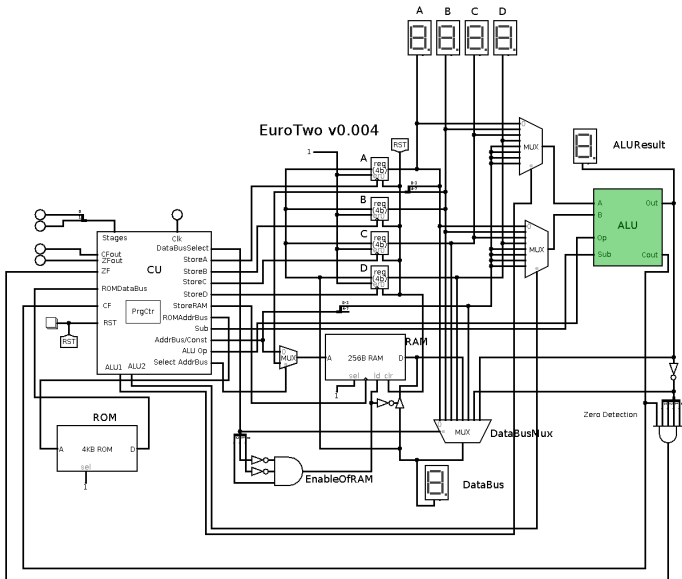 A B C D
EuroTwo v0.004
RST
1
ALUResult
MUX
A
reg
(4b)
B
reg
(4b)
C
reg
(4b)
D
reg
(4b)
MUX
A
B
Op
Sub
ALU
Out
Cout
Stages
Clk
CU
CFout
ZFout
ZF
ROMDataBus
CF
RST
PrgCtr
ALU1 ALU2
DataBusSelect
StoreA
StoreB
StoreC
StoreD
StoreRAM
ROMAddrBus
Sub
AddrBus/Const
ALU Op
Select AddrBus
RST
MUX
RAM
A 256B RAM D
sel ld clr
1
ROM
A 4KB ROM D
sel
1
MUX
DataBusMux
Zero Detection
EnableOfRAM
DataBus